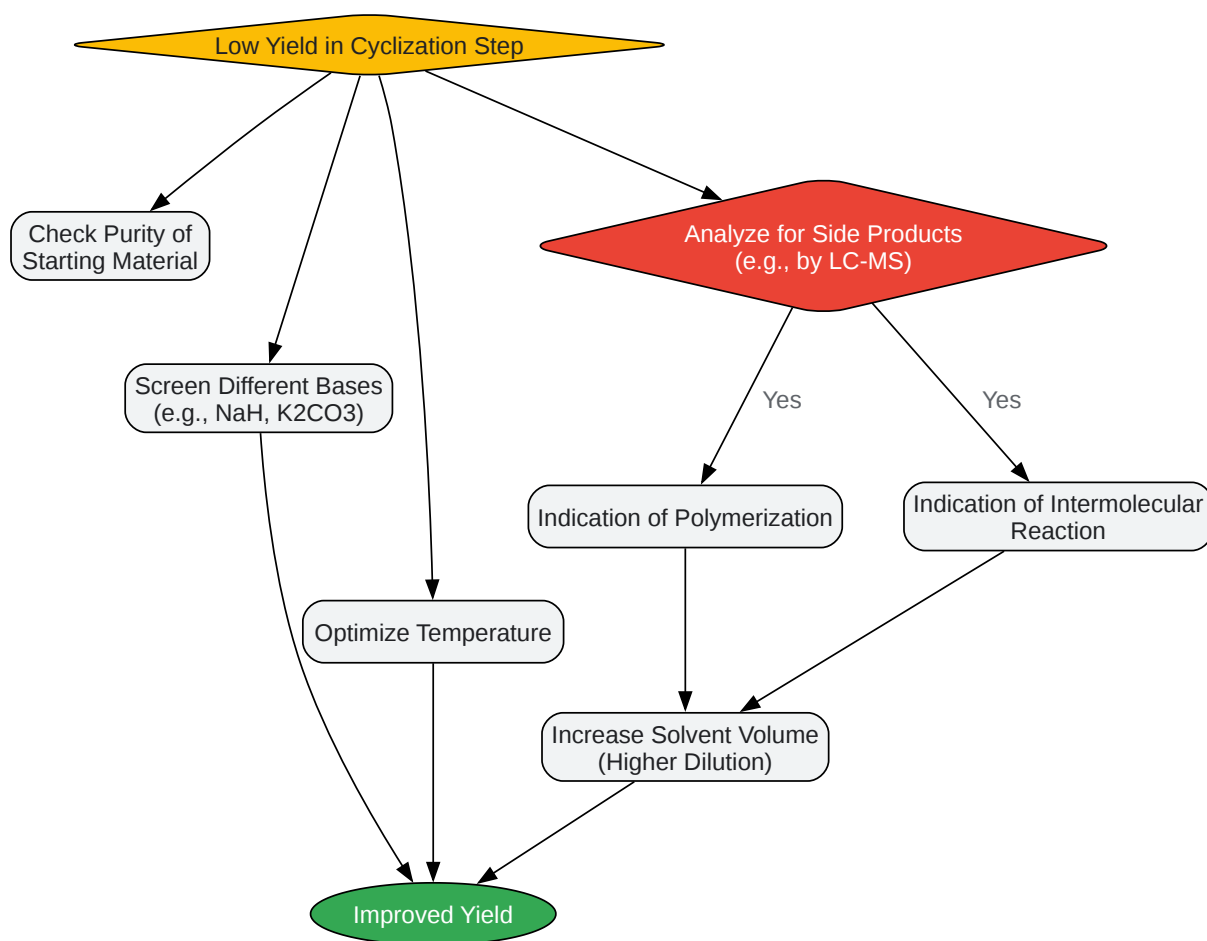 Low Yield in Cyclization Step
Check Purity of
Starting Material
Analyze for Side Products
(e.g., by LC-MS)
Screen Different Bases
(e.g., NaH, K2CO3)
Yes
Yes
Indication of Polymerization
Indication of Intermolecular
Reaction
Optimize Temperature
Increase Solvent Volume
(Higher Dilution)
Improved Yield